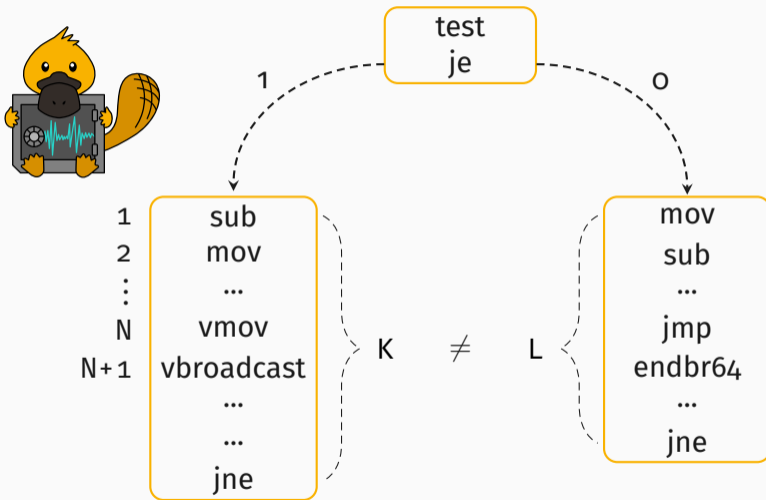 test
je
1
0
1
sub
2
mov
⋮
...
N
vmov
N+1
vbroadcast
...
...
jne
K
≠
L
mov
sub
...
jmp
endbr64
...
jne